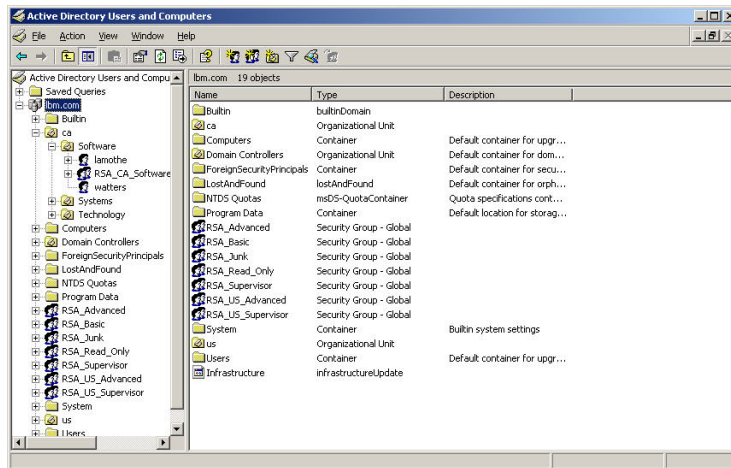 Active Directory Users and Computers
File Action View Window Help
Active Directory Users and Compu
Saved Queries
lbm.com
Builtin
ca
Software
lamothe
RSA_CA_Software
watters
Systems
Technology
Computers
Domain Controllers
ForeignSecurityPrincipals
LostAndFound
NTDS Quotas
Program Data
RSA_Advanced
RSA_Basic
RSA_Junk
RSA_Read_Only
RSA_Supervisor
RSA_US_Advanced
RSA_US_Supervisor
System
us
Users
lbm.com 19 objects
Name Type Description
Builtin builtinDomain
ca Organizational Unit
Computers Container Default container for upgr...
Domain Controllers Organizational Unit Default container for dom...
ForeignSecurityPrincipals Container Default container for secu...
LostAndFound lostAndFound Default container for orph...
NTDS Quotas msDS-QuotaContainer Quota specifications cont...
Program Data Container Default location for storag...
RSA_Advanced Security Group - Global
RSA_Basic Security Group - Global
RSA_Junk Security Group - Global
RSA_Read_Only Security Group - Global
RSA_Supervisor Security Group - Global
RSA_US_Advanced Security Group - Global
RSA_US_Supervisor Security Group - Global
System Container Builtin system settings
us Organizational Unit
Users Container Default container for upgr...
Infrastructure infrastructureUpdate